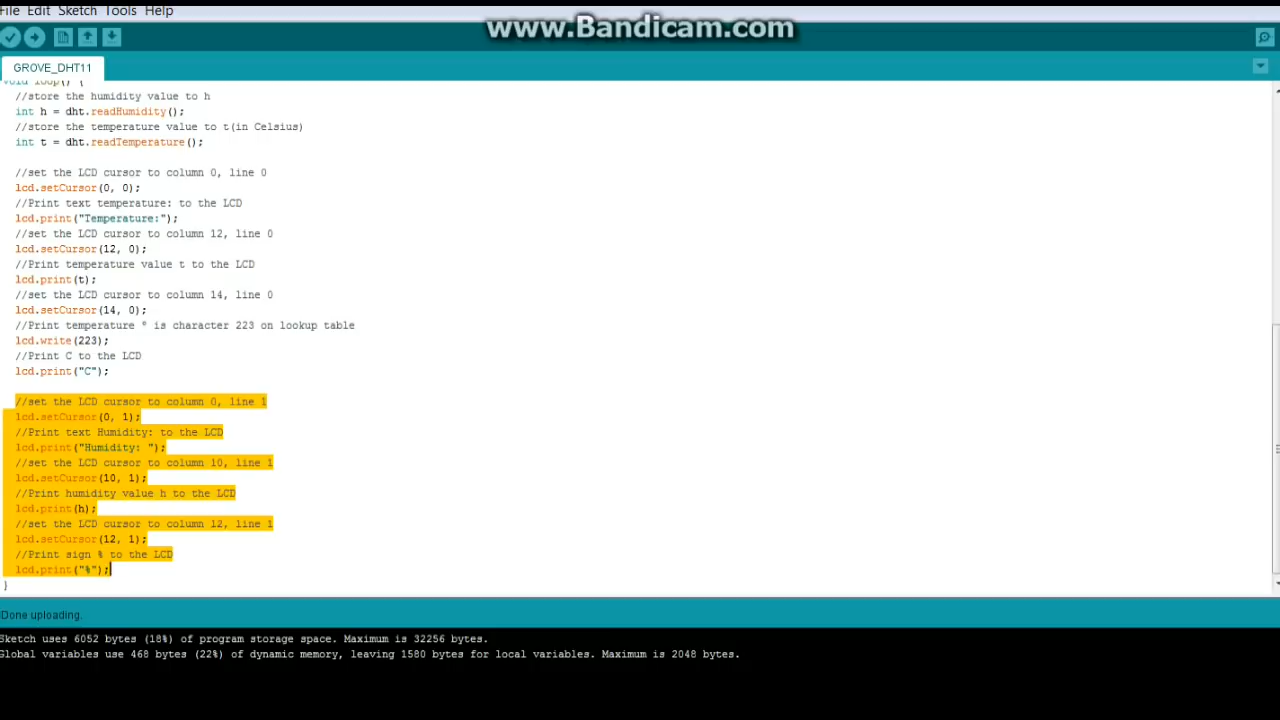 File Edit Sketch Tools Help
www.Bandicam.com
GROVE_DHT11
void loop() {
//store the humidity value to h
int h = dht.readHumidity();
//store the temperature value to t(in Celsius)
int t = dht.readTemperature();
//set the LCD cursor to column 0, line 0
lcd.setCursor(0, 0);
//Print text temperature: to the LCD
lcd.print("Temperature:");
//set the LCD cursor to column 12, line 0
lcd.setCursor(12, 0);
//Print temperature value t to the LCD
lcd.print(t);
//set the LCD cursor to column 14, line 0
lcd.setCursor(14, 0);
//Print temperature ° is character 223 on lookup table
lcd.write(223);
//Print C to the LCD
lcd.print("C");
//set the LCD cursor to column 0, line 1
lcd.setCursor(0, 1);
//Print text Humidity: to the LCD
lcd.print("Humidity: ");
//set the LCD cursor to column 10, line 1
lcd.setCursor(10, 1);
//Print humidity value h to the LCD
lcd.print(h);
//set the LCD cursor to column 12, line 1
lcd.setCursor(12, 1);
//Print sign % to the LCD
lcd.print("%");
}
Done uploading.
Sketch uses 6052 bytes (18%) of program storage space. Maximum is 32256 bytes.
Global variables use 468 bytes (22%) of dynamic memory, leaving 1580 bytes for local variables. Maximum is 2048 bytes.